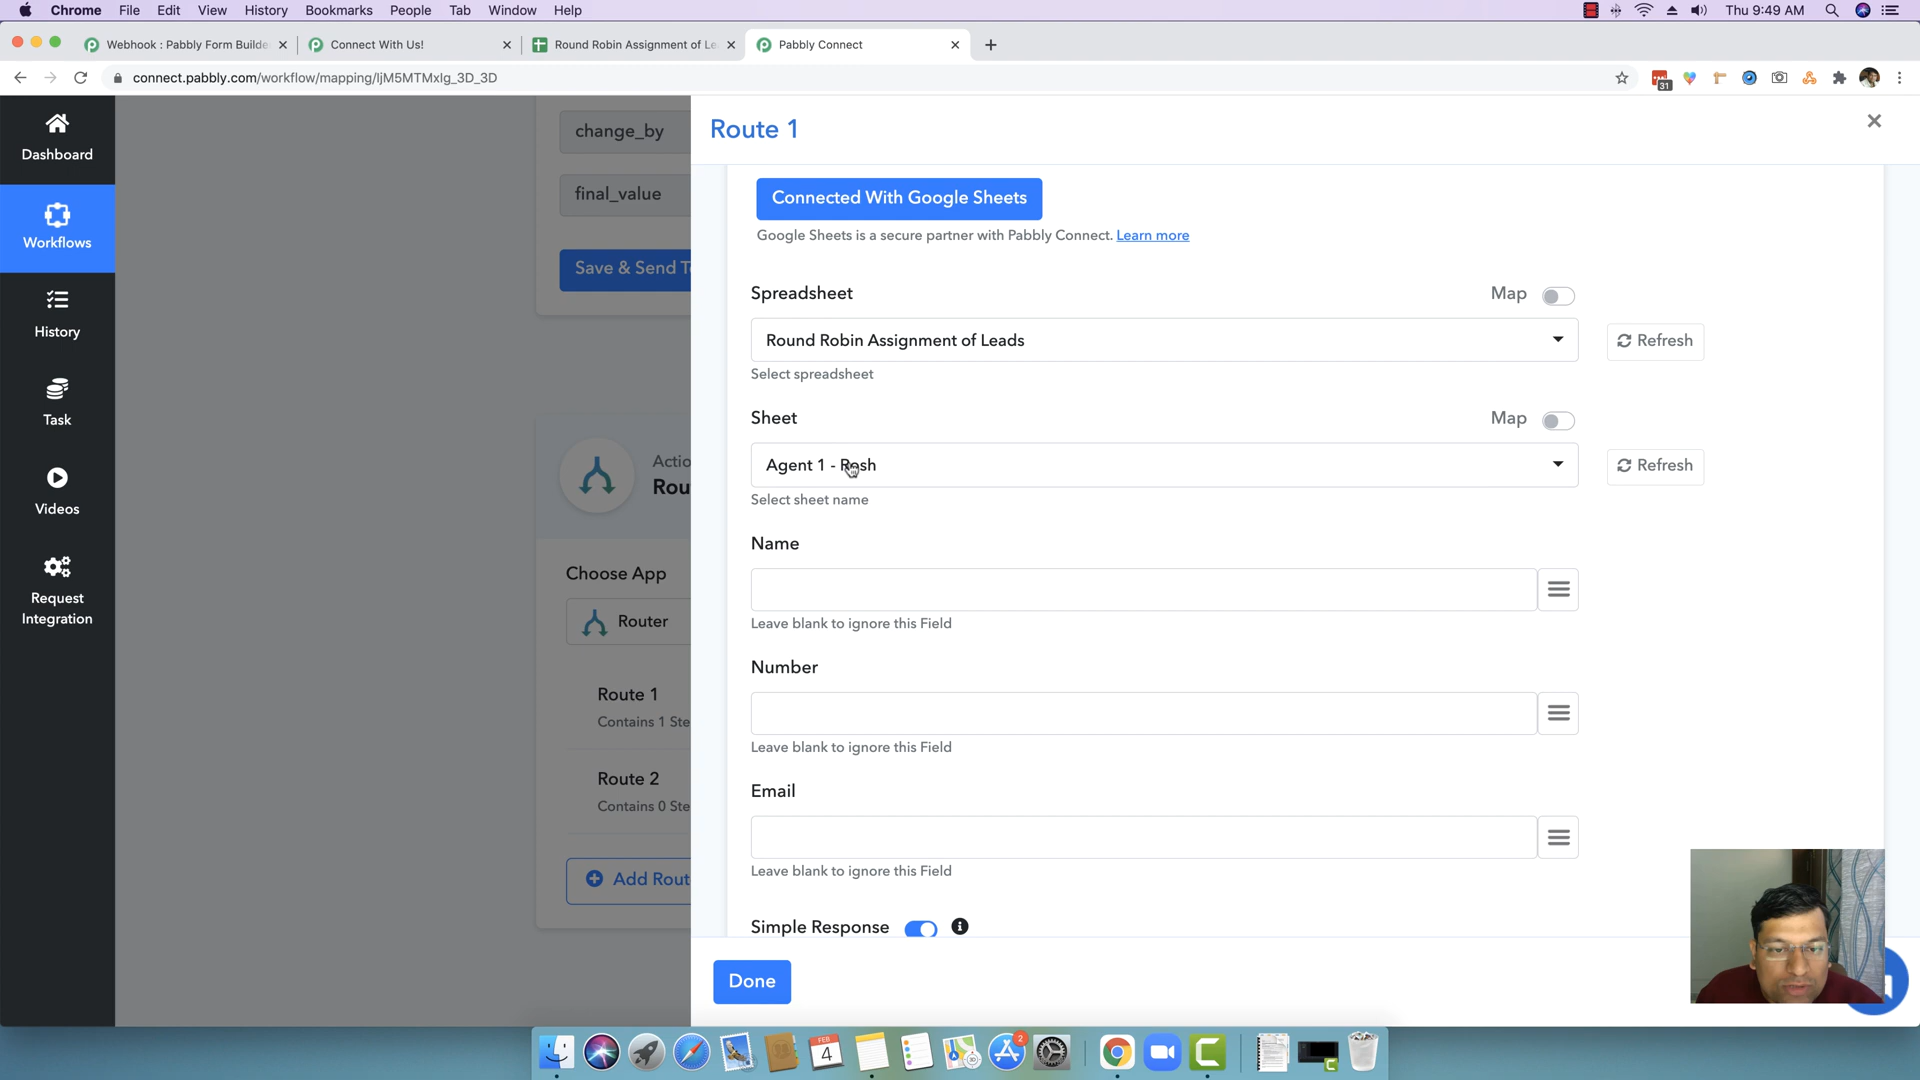 Chrome File Edit View History Bookmarks People Tab Window Help
Thu 9:49 AM
Webhook : Pabbly Form Builde
Connect With Us!
Round Robin Assignment of Le
Pabbly Connect
connect.pabbly.com/workflow/mapping/IjM5MTMxIg_3D_3D
31
Dashboard
Workflows
History
Task
Videos
Request
Integration
change_by
final_value
Save & Send T
Actio
Rou
Choose App
Router
Route 1
Contains 1 Ste
Route 2
Contains 0 Ste
Add Rout
Route 1
Connected With Google Sheets
Google Sheets is a secure partner with Pabbly Connect. Learn more
Spreadsheet
Map
Round Robin Assignment of Leads
Refresh
Select spreadsheet
Sheet
Map
Agent 1 -
Refresh
Select sheet name
Name
Leave blank to ignore this Field
Number
Leave blank to ignore this Field
Email
Leave blank to ignore this Field
Simple Response
Done
FEB
4
2